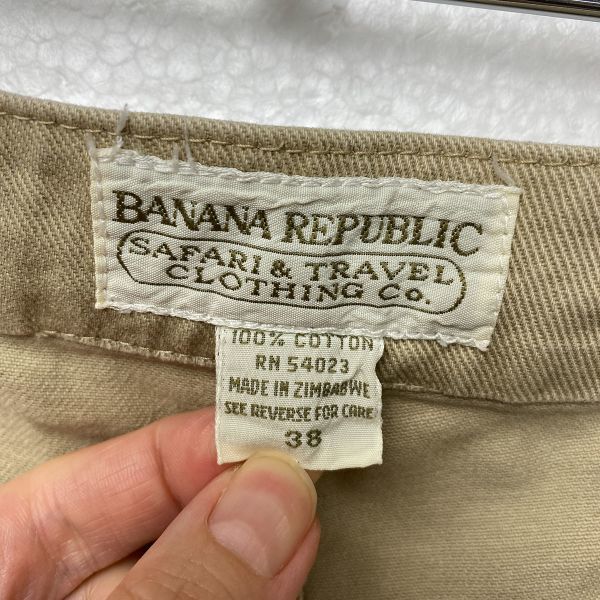 BANANA REPUBLIC
SAFARI & TRAVEL
CLOTHING Co.
100% COTTON
RN 54023
MADE IN ZIMBABWE
SEE REVERSE FOR CARE
38